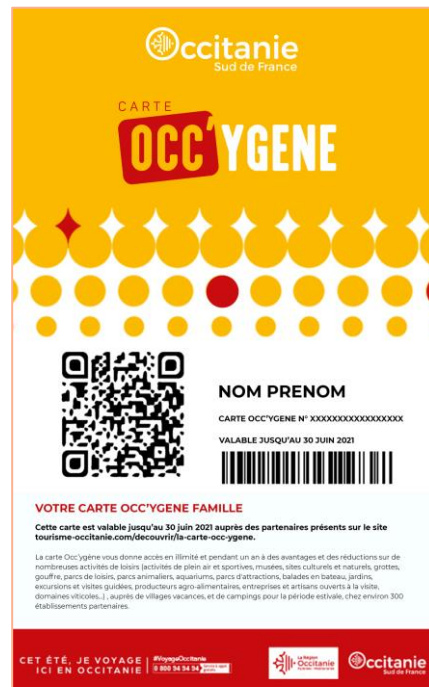 Occitanie
Sud de France
CARTE
OCC'YGENE
NOM PRENOM
CARTE OCC'YGENE N° XXXXXXXXXXXXXXXXX
VALABLE JUSQU'AU 30 JUIN 2021
VOTRE CARTE OCC'YGENE FAMILLE
Cette carte est valable jusqu'au 30 juin 2021 auprès des partenaires présents sur le site
tourisme-occitanie.com/decouvrir/la-carte-occ-ygene.
La carte Occ'ygène vous donne accès en illimité et pendant un an à des avantages et des réductions sur de
nombreuses activités de loisirs (activités de plein air et sportives, musées, sites culturels et naturels, grottes,
gouffre, parcs de loisirs, parcs animaliers, aquariums, parcs d'attractions, balades en bateau, jardins,
excursions et visites guidées, producteurs agro-alimentaires, entreprises et artisans ouverts à la visite,
domaines viticoles...) , auprès de villages vacances, et de campings pour la période estivale, chez environ 300
établissements partenaires.
CET ÉTÉ, JE VOYAGE
ICI EN OCCITANIE
#VoyageOccitanie
0 800 54 54 54
La Région
Occitanie
Occitanie